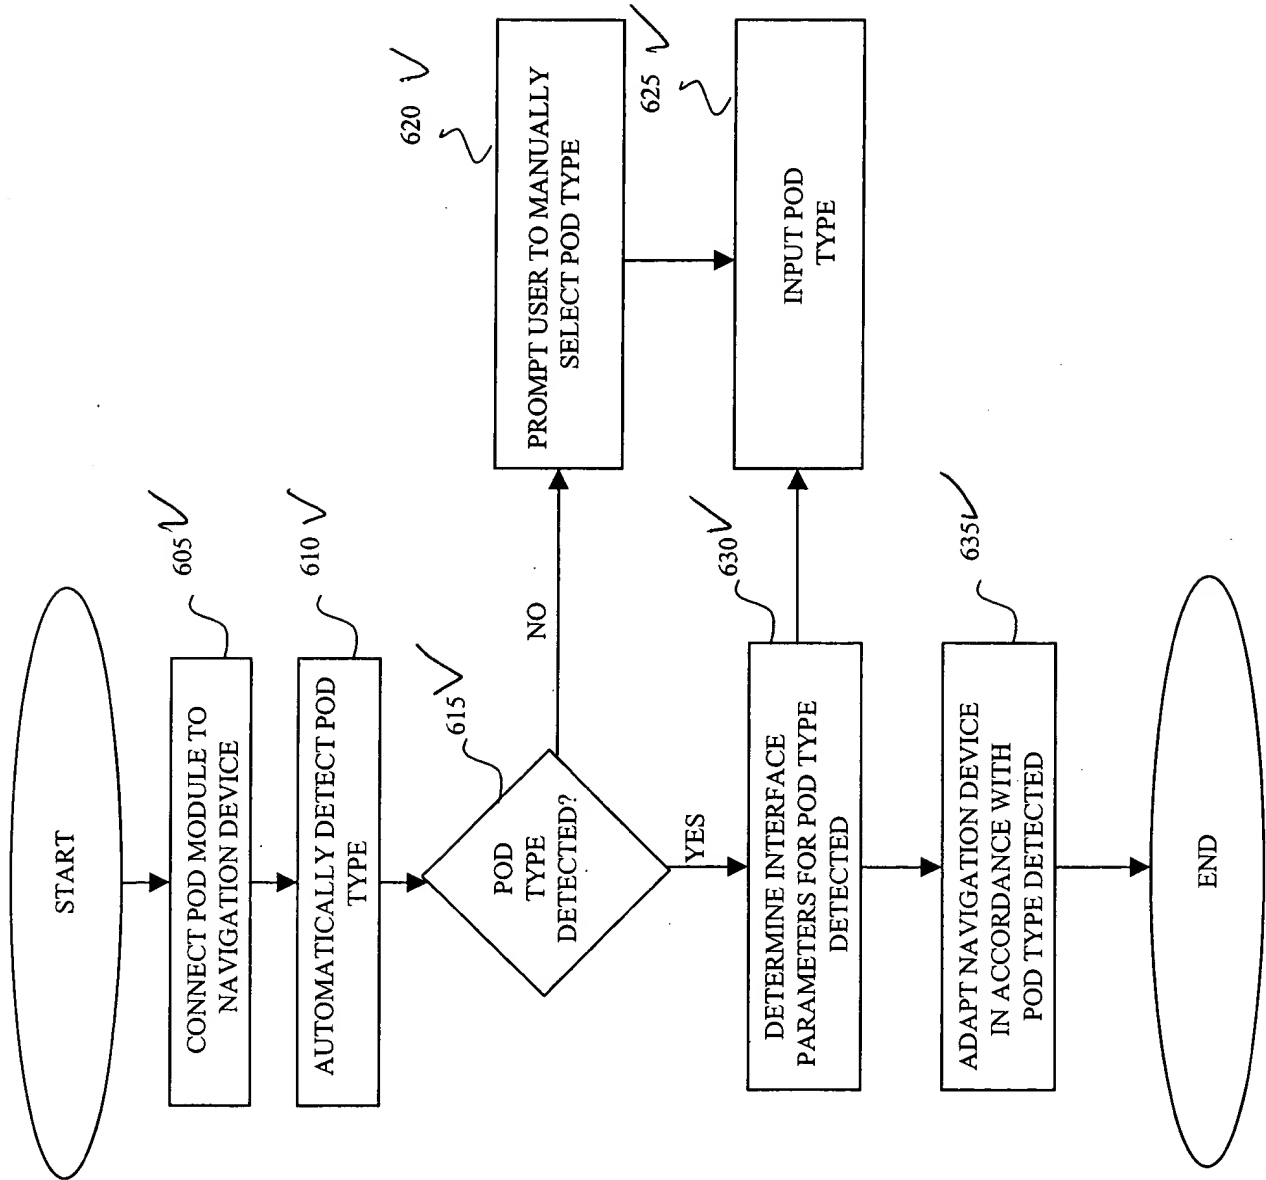 START
605
CONNECT POD MODULE TO
NAVIGATION DEVICE
610
AUTOMATICALLY DETECT POD
TYPE
615
POD
TYPE
DETECTED?
NO
620
PROMPT USER TO MANUALLY
SELECT POD TYPE
625
INPUT POD
TYPE
YES
630
DETERMINE INTERFACE
PARAMETERS FOR POD TYPE
DETECTED
635
ADAPT NAVIGATION DEVICE
IN ACCORDANCE WITH
POD TYPE DETECTED
END